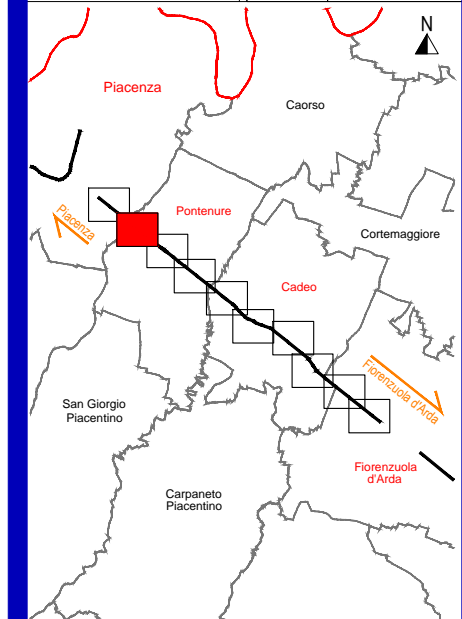 N
Piacenza
Caorso
Piacenza
Pontenure
Cortemaggiore
Cadeo
Fiorenzuola d'Arda
San Giorgio
Piacentino
Fiorenzuola
d'Arda
Carpaneto
Piacentino